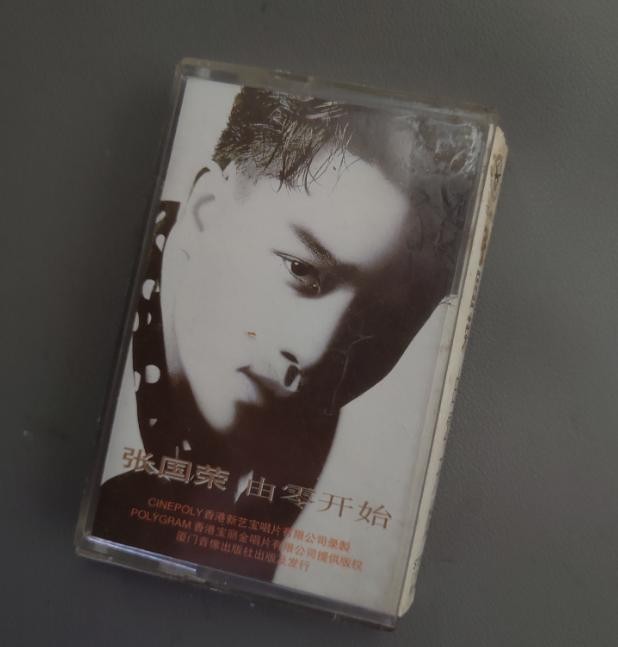 张国荣 由零开始
CINEPOLY香港新艺宝唱片有限公司录製
POLYGRAM香港宝丽金唱片有限公司提供版权
厦门音像出版社出版及发行